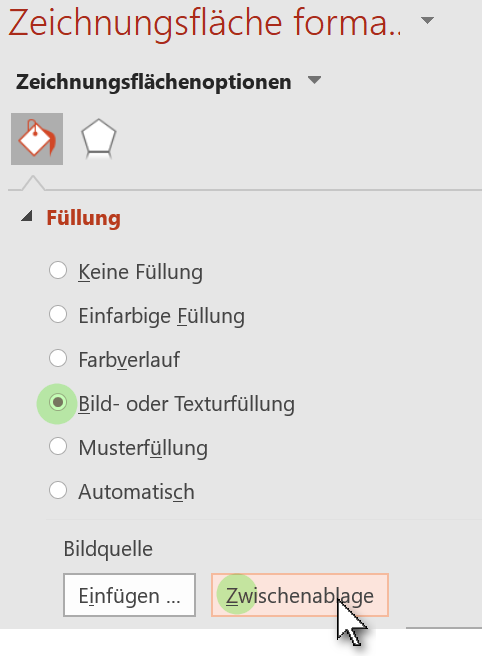 Zeichnungsfläche forma..
Zeichnungsflächenoptionen
Füllung
Keine Füllung
Einfarbige Füllung
Farbverlauf
Bild- oder Texturfüllung
Musterfüllung
Automatisch
Bildquelle
Einfügen ... Zwischenablage